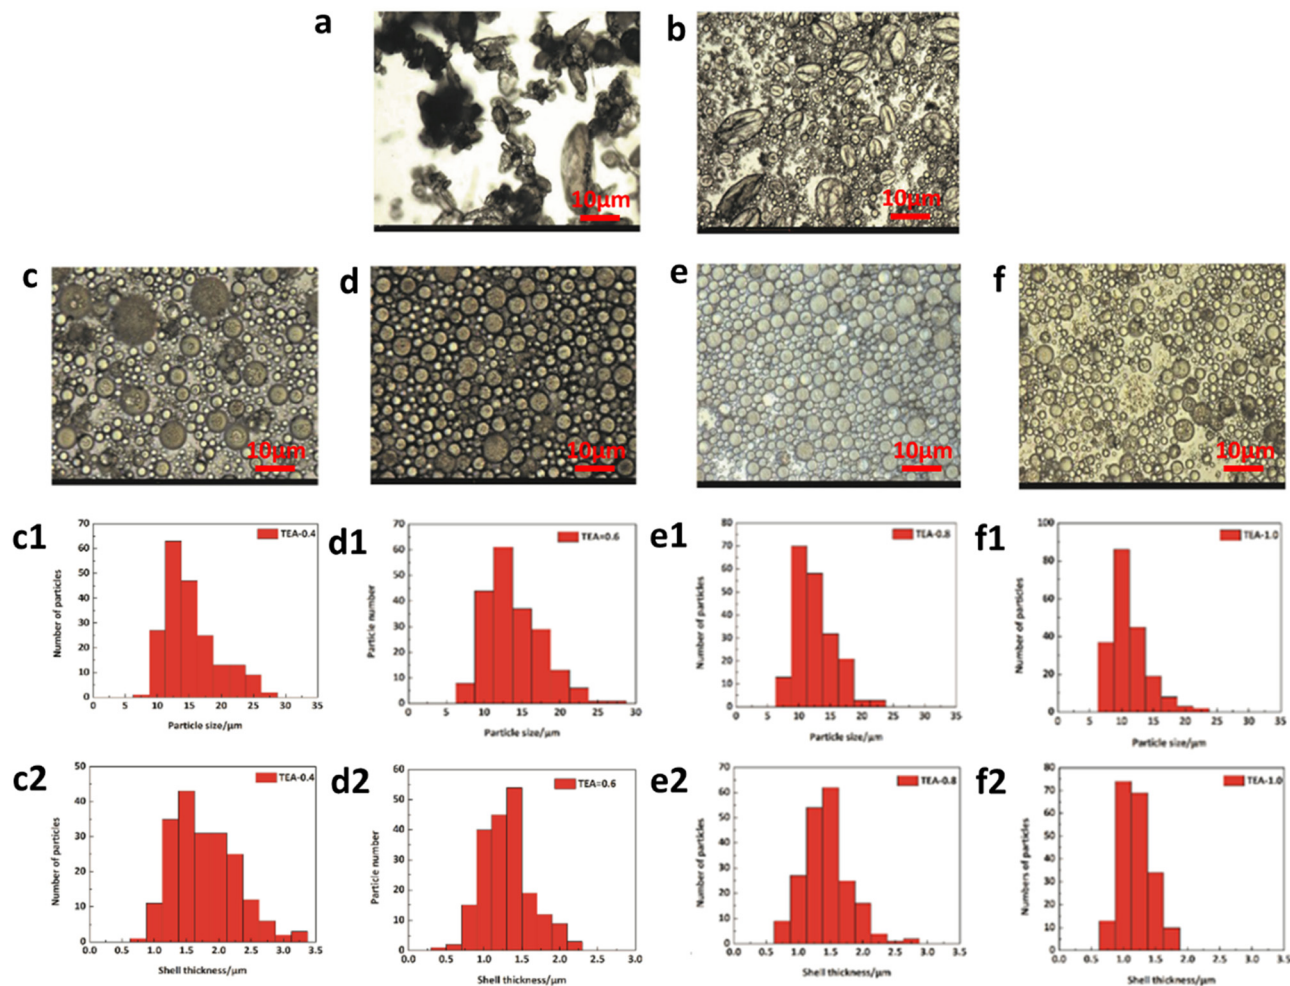 a
b
10μm
10μm
c
d
e
f
10μm
10μm
10μm
10μm
c1
Number of particles
70
60
50
40
30
20
10
0
TEA-0.4
0 5 10 15 20 25 30 35
Particle size/μm
d1
Particle number
70
60
50
40
30
20
10
0
TEA=0.6
0 5 10 15 20 25 30
Particle size/μm
e1
Number of particles
80
70
60
50
40
30
20
10
0
TEA-0.8
0 5 10 15 20 25 30 35
Particle size/μm
f1
Number of particles
100
80
60
40
20
0
TEA-1.0
0 5 10 15 20 25 30 35
Particle size/μm
c2
Number of particles
50
40
30
20
10
0
TEA-0.4
0.0 0.5 1.0 1.5 2.0 2.5 3.0 3.5
Shell thickness/μm
d2
Particle number
60
50
40
30
20
10
0
TEA=0.6
0.0 0.5 1.0 1.5 2.0 2.5 3.0
Shell thickness/μm
e2
Number of particles
70
60
50
40
30
20
10
0
TEA-0.8
0.0 0.5 1.0 1.5 2.0 2.5 3.0 3.5
Shell thickness/μm
f2
Numbers of particles
80
70
60
50
40
30
20
10
0
TEA-1.0
0.0 0.5 1.0 1.5 2.0 2.5 3.0 3.5
Shell thickness/μm